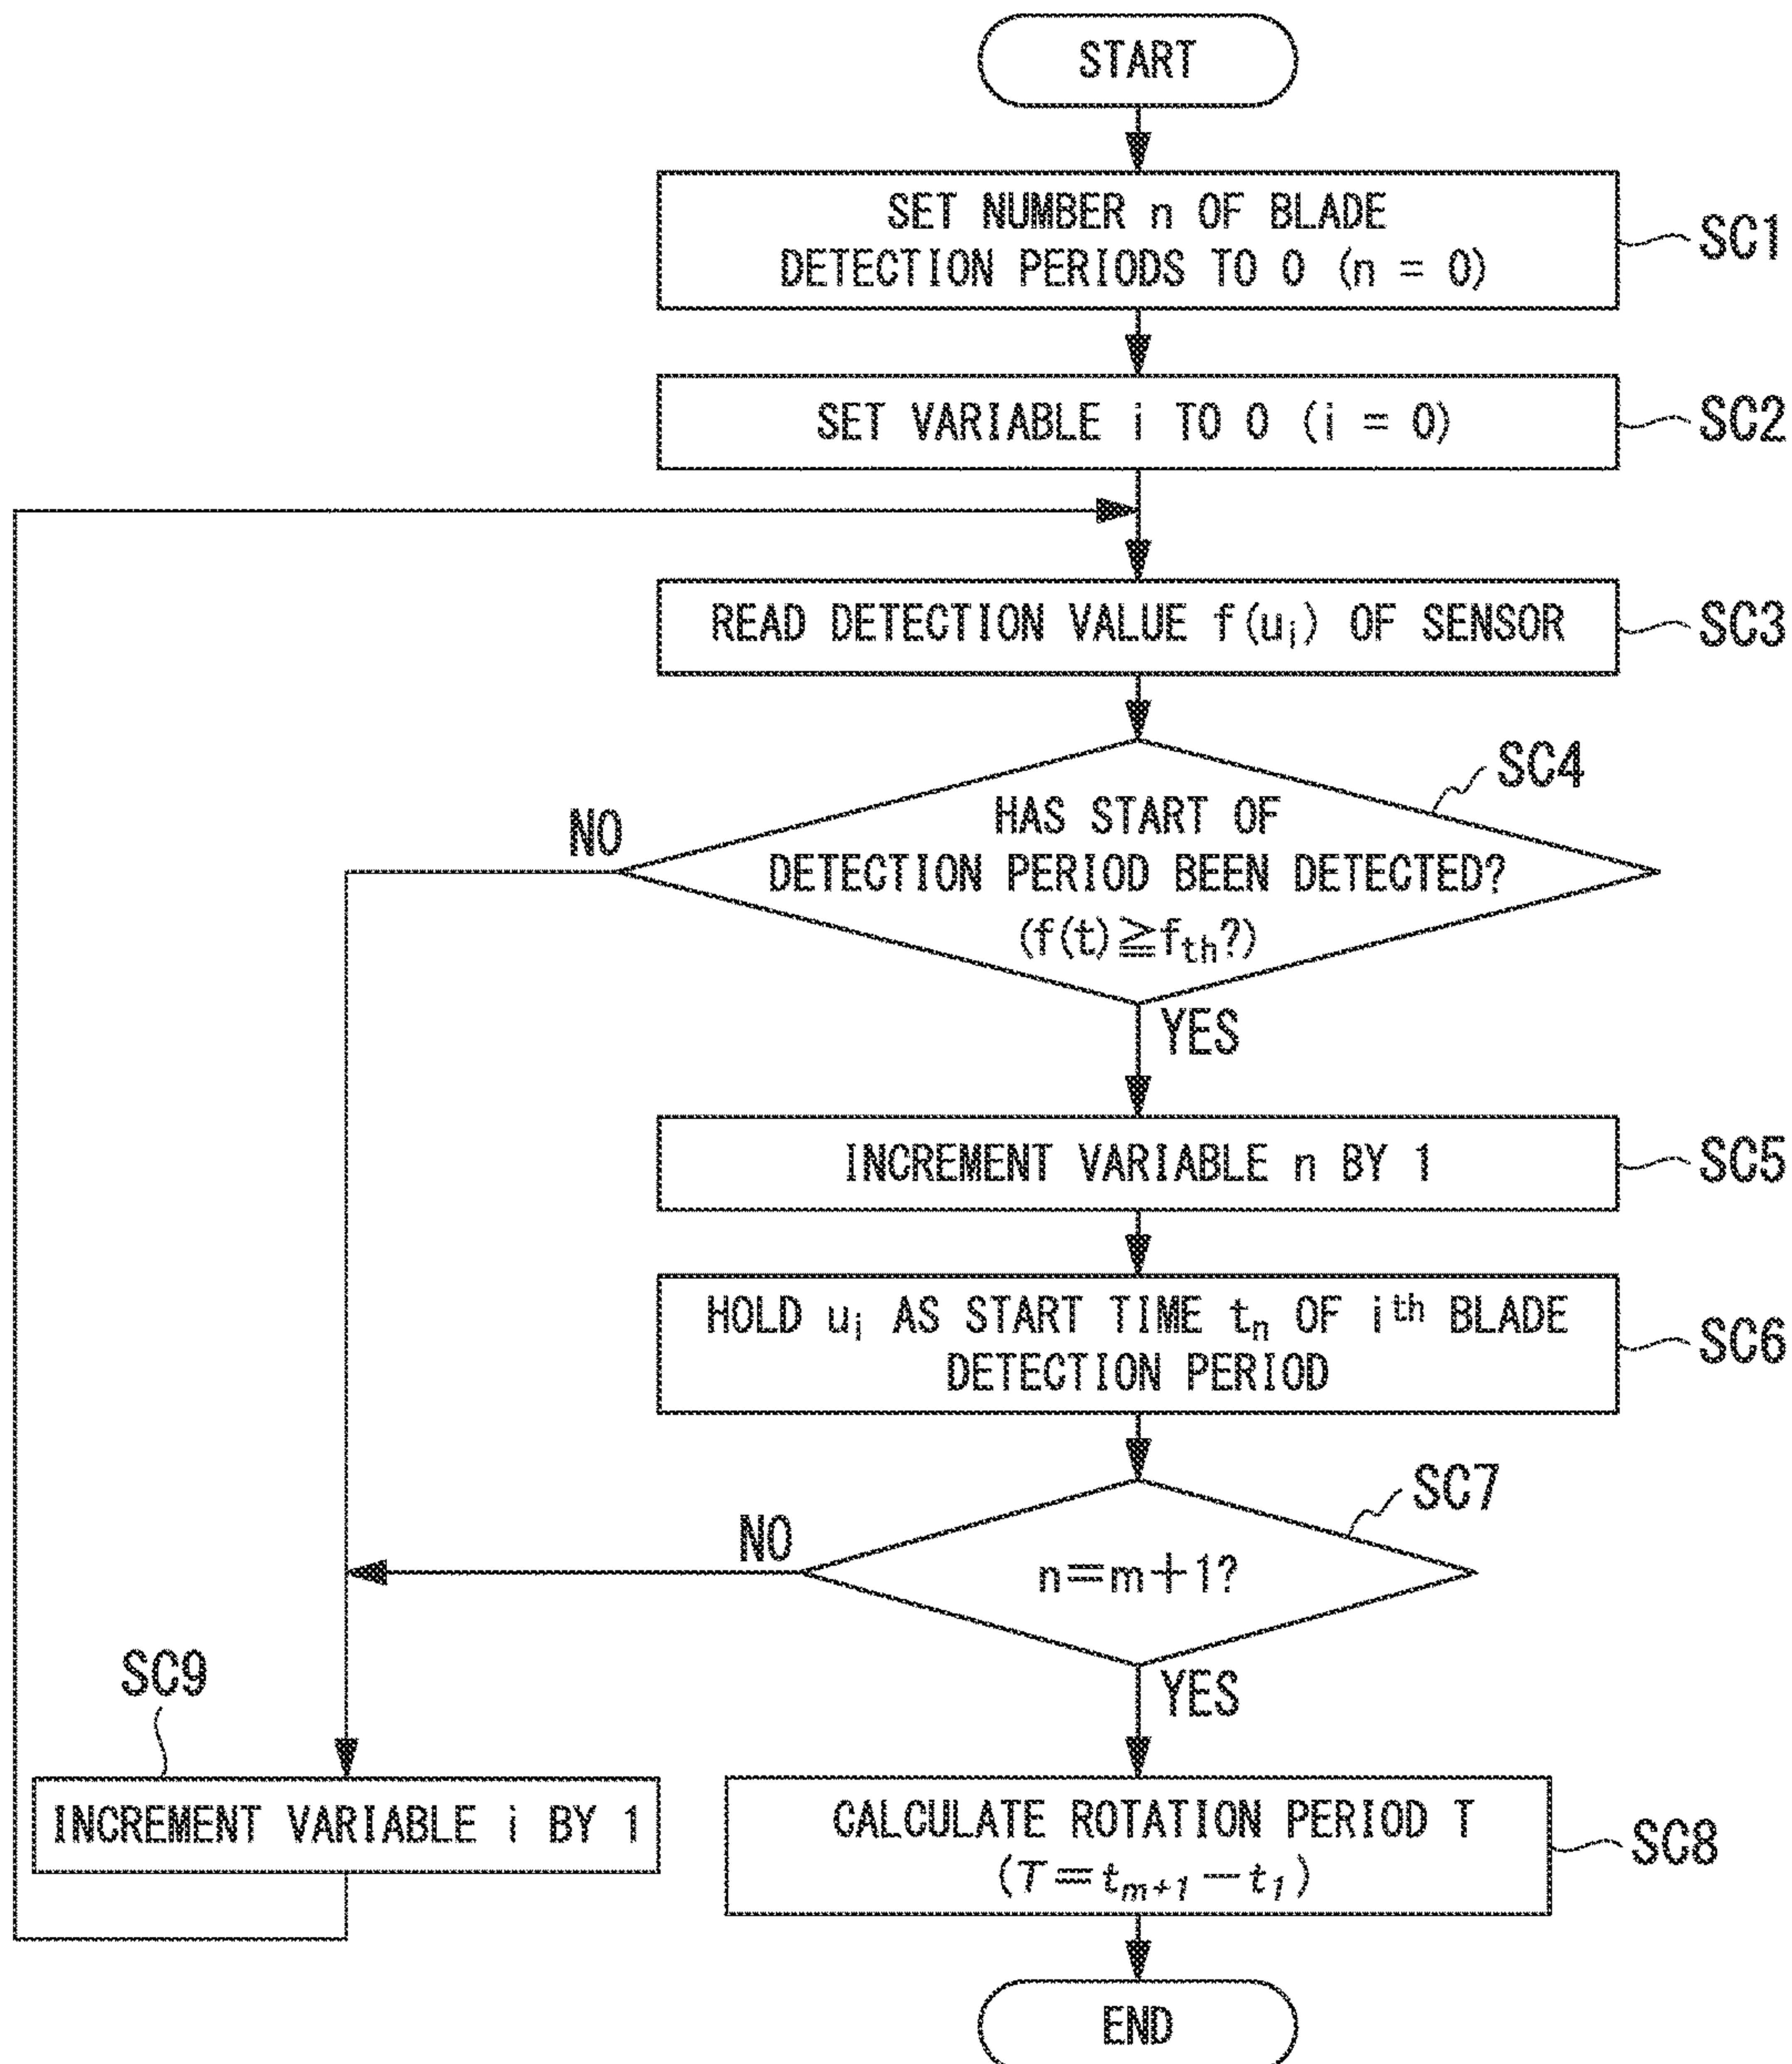 START
SET NUMBER n OF BLADE
DETECTION PERIODS TO 0 (n = 0)
SC1
SET VARIABLE i TO 0 (i = 0)
SC2
READ DETECTION VALUE f(uᵢ) OF SENSOR
SC3
SC4
HAS START OF
DETECTION PERIOD BEEN DETECTED?
(f(t)≧fth?)
NO
YES
INCREMENT VARIABLE n BY 1
SC5
HOLD uᵢ AS START TIME tₙ OF iᵗʰ BLADE
DETECTION PERIOD
SC6
SC7
n=m+1?
NO
YES
SC9
INCREMENT VARIABLE i BY 1
CALCULATE ROTATION PERIOD T
(T=tₘ₊₁−t₁)
SC8
END